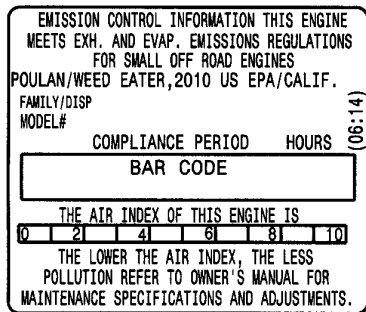 EMISSION CONTROL INFORMATION THIS ENGINE
MEETS EXH. AND EVAP. EMISSIONS REGULATIONS
FOR SMALL OFF ROAD ENGINES
POULAN/WEED EATER,2010 US EPA/CALIF.
FAMILY/DISP
MODEL#
COMPLIANCE PERIOD HOURS
(06:14)
BAR CODE
THE AIR INDEX OF THIS ENGINE IS
0 2 4 6 8 10
THE LOWER THE AIR INDEX, THE LESS
POLLUTION REFER TO OWNER'S MANUAL FOR
MAINTENANCE SPECIFICATIONS AND ADJUSTMENTS.